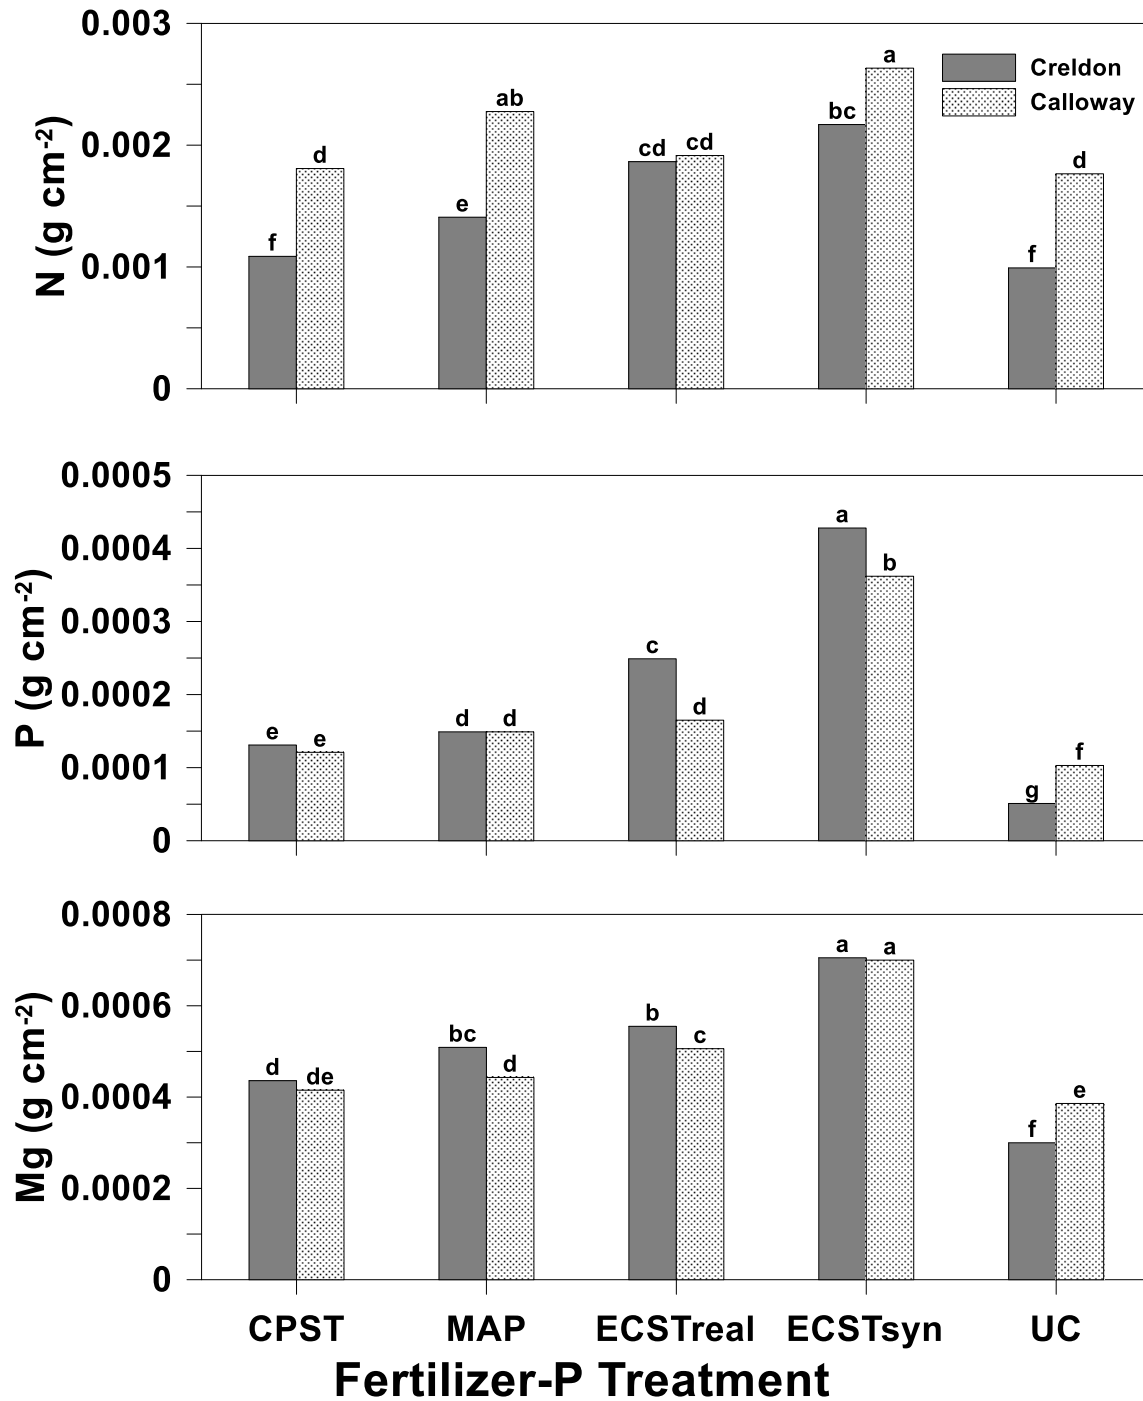 0.003
0.002
0.001
0
N (g cm-2)
Creldon
Calloway
f d e ab cd cd bc a f d
0.0005
0.0004
0.0003
0.0002
0.0001
0
P (g cm-2)
e e d d c d a b g f
0.0008
0.0006
0.0004
0.0002
0
Mg (g cm-2)
d de bc d b c a a f e
CPST MAP ECSTreal ECSTsyn UC
Fertilizer-P Treatment